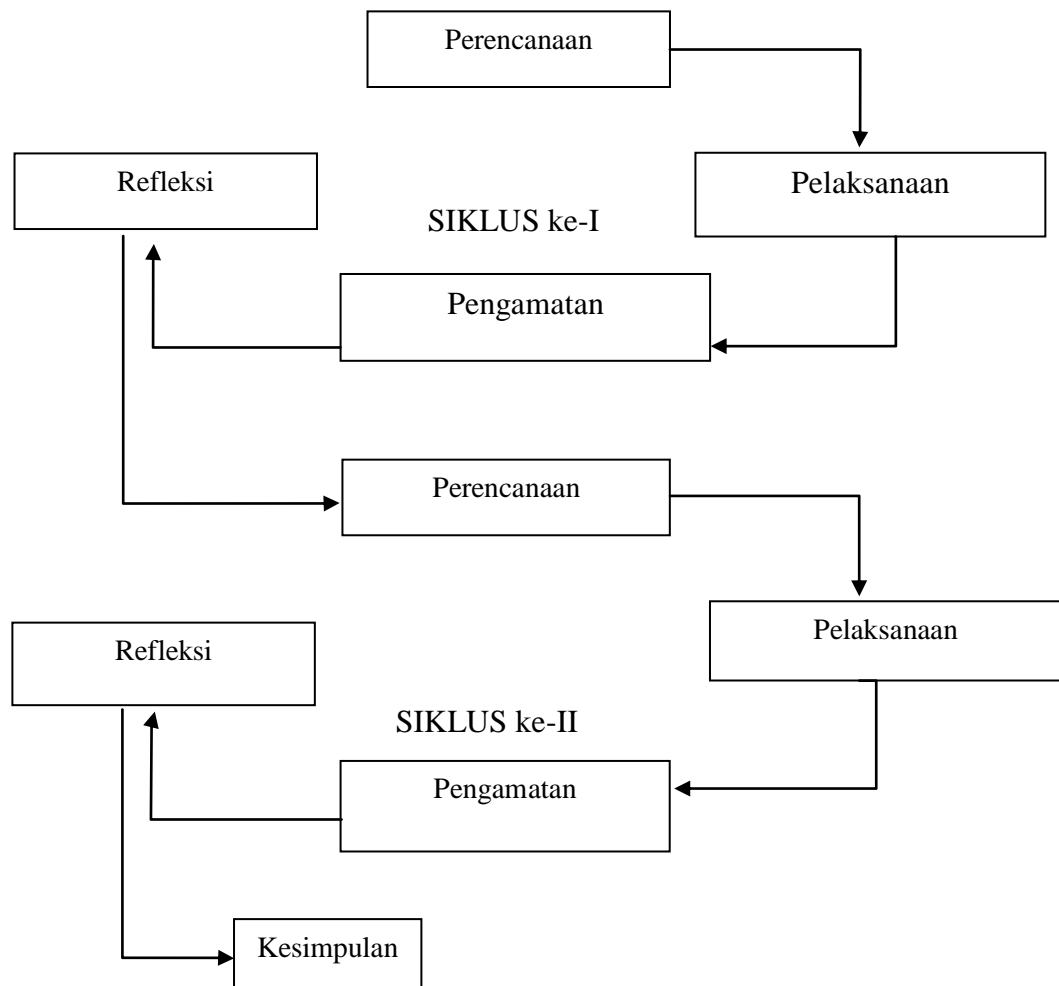 Perencanaan
Refleksi
Pelaksanaan
SIKLUS ke-I
Pengamatan
Perencanaan
Pelaksanaan
Refleksi
SIKLUS ke-II
Pengamatan
Kesimpulan